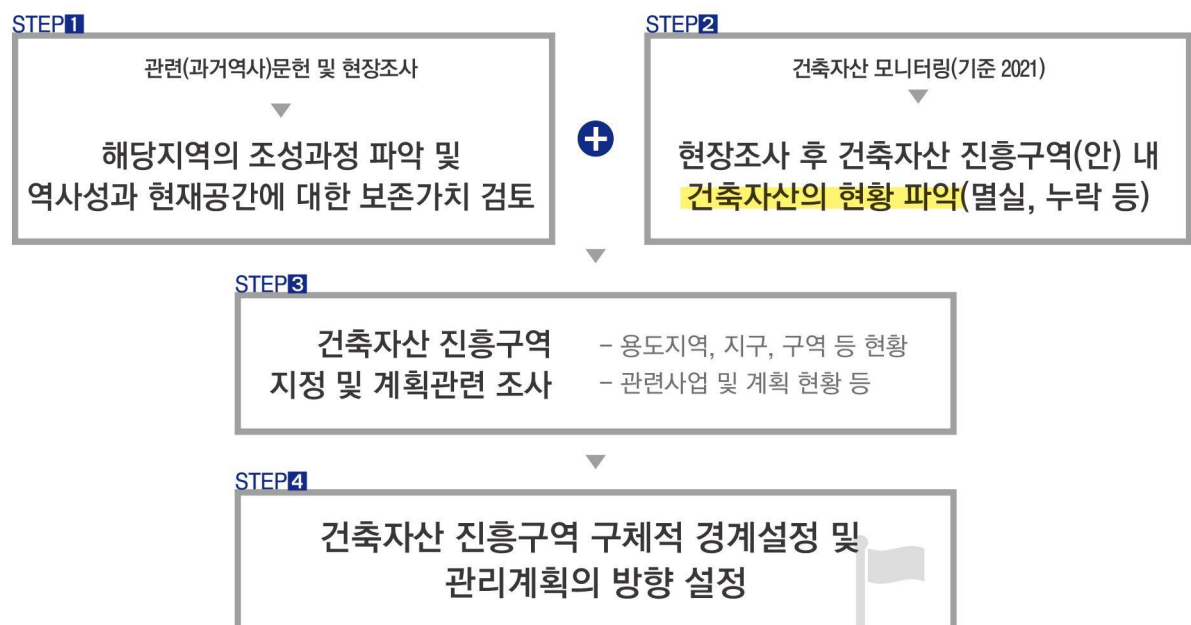 STEP1
관련(과거역사)문헌 및 현장조사
해당지역의 조성과정 파악 및
역사성과 현재공간에 대한 보존가치 검토
STEP2
건축자산 모니터링(기준 2021)
현장조사 후 건축자산 진흥구역(안) 내
건축자산의 현황 파악(멸실, 누락 등)
STEP3
건축자산 진흥구역
지정 및 계획관련 조사
- 용도지역, 지구, 구역 등 현황
- 관련사업 및 계획 현황 등
STEP4
건축자산 진흥구역 구체적 경계설정 및
관리계획의 방향 설정